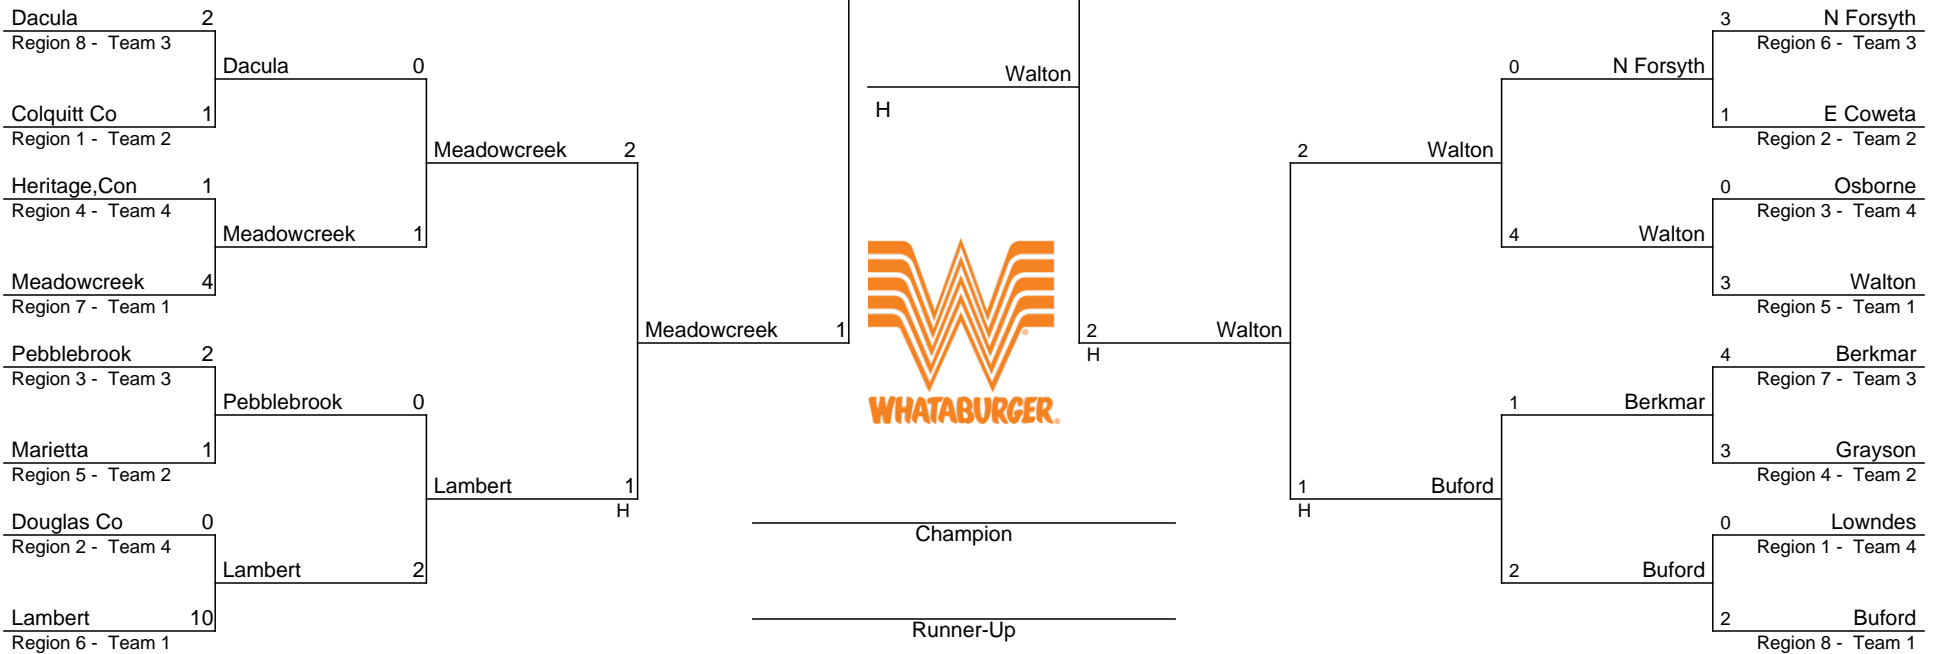 Dacula 2
Region 8 - Team 3
Dacula 0
Colquitt Co 1
Region 1 - Team 2
Meadowcreek 2
Heritage,Con 1
Region 4 - Team 4
Meadowcreek 1
Meadowcreek 4
Region 7 - Team 1
Meadowcreek 1
Pebblebrook 2
Region 3 - Team 3
Pebblebrook 0
Marietta 1
Region 5 - Team 2
Lambert 1
H
Douglas Co 0
Region 2 - Team 4
Lambert 2
Lambert 10
Region 6 - Team 1
Walton
H
WHATABURGER
Champion
Runner-Up
3 N Forsyth
Region 6 - Team 3
0 N Forsyth
1 E Coweta
Region 2 - Team 2
2 Walton
0 Osborne
Region 3 - Team 4
4 Walton
3 Walton
Region 5 - Team 1
2 Walton
H
4 Berkmar
Region 7 - Team 3
1 Berkmar
3 Grayson
Region 4 - Team 2
1 Buford
H
0 Lowndes
Region 1 - Team 4
2 Buford
2 Buford
Region 8 - Team 1